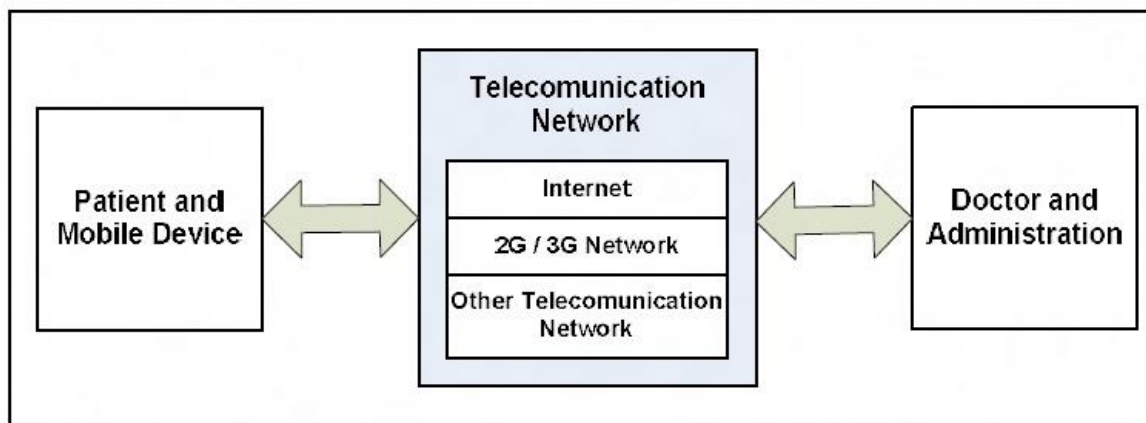 Telecomunication
Network
Patient and
Mobile Device
Internet
2G / 3G Network
Other Telecomunication
Network
Doctor and
Administration